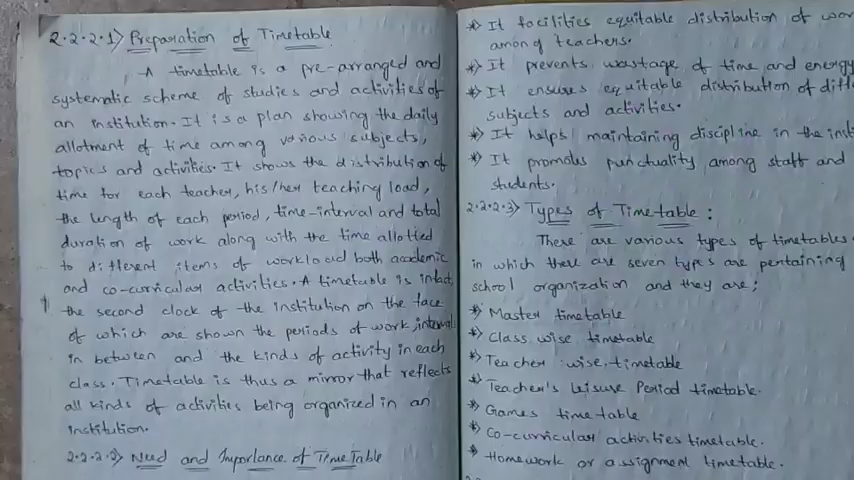 2.2.2.1) Preparation of Timetable
A timetable is a pre-arranged and
systematic scheme of studies and activities of
an institution. It is a plan showing the daily
allotment of time among various subjects,
topics and activities. It shows the distribution of
time for each teacher, his/her teaching load,
the length of each period, time-interval and total
duration of work along with the time allotted
to different items of workload both academic
and co-curricular activities. A timetable is infact,
the second clock of the institution on the face
of which are shown the periods of work, interval
in between and the kinds of activity in each
class. Timetable is thus a mirror that reflects
all kinds of activities being organized in an
institution.
2.2.2.2) Need and Importance of Time Table
* It facilities equitable distribution of wor
among teachers.
* It prevents wastage of time and energy
* It ensures equitable distribution of diff
subjects and activities.
* It helps maintaining discipline in the inst
* It promotes punctuality among staff and
students.
2.2.2.3) Types of Timetable:
There are various types of timetables
in which there are seven types are pertaining
school organization and they are;
* Master timetable
* Class wise timetable
* Teacher wise timetable
* Teacher's leisure Period timetable.
* Games time table
* Co-curricular activities timetable.
* Homework or assignment timetable.